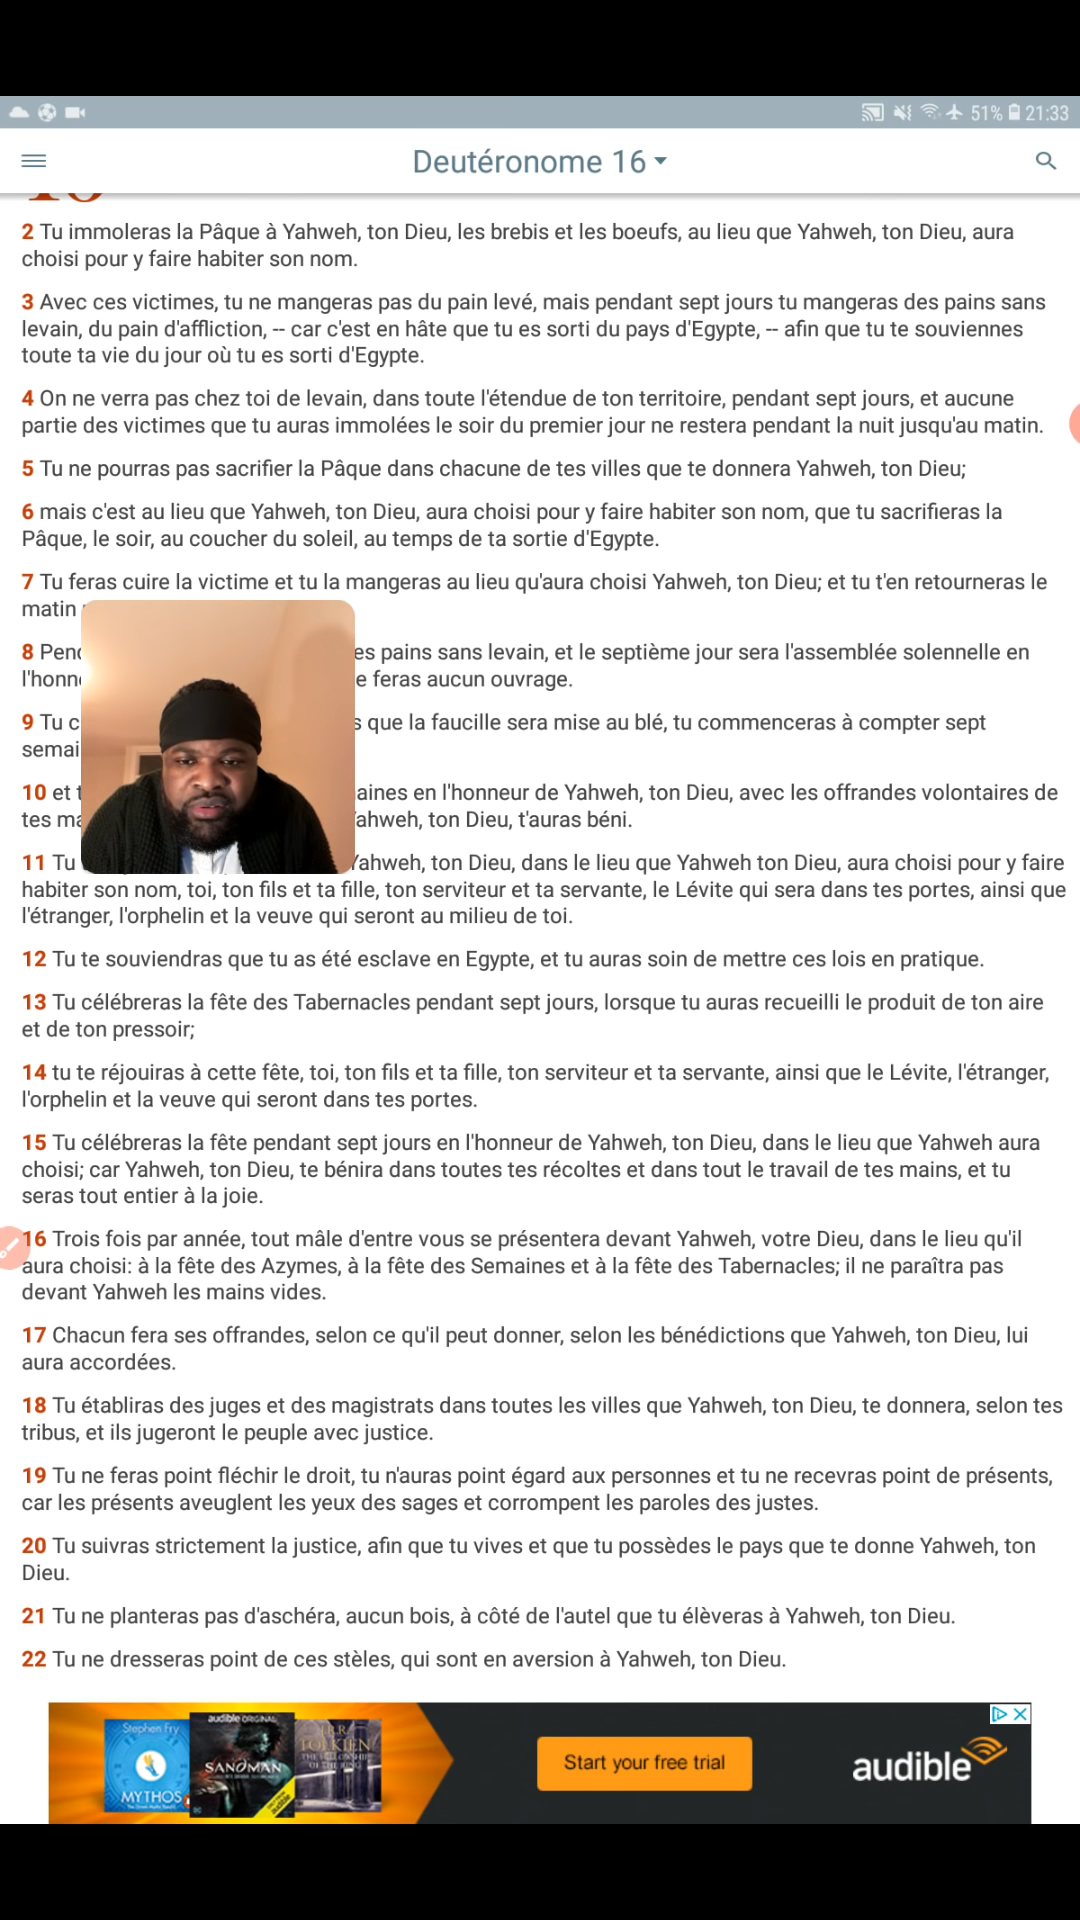 51% 21:33
Deutéronome 16
2 Tu immoleras la Pâque à Yahweh, ton Dieu, les brebis et les boeufs, au lieu que Yahweh, ton Dieu, aura
choisi pour y faire habiter son nom.
3 Avec ces victimes, tu ne mangeras pas du pain levé, mais pendant sept jours tu mangeras des pains sans
levain, du pain d'affliction, -- car c'est en hâte que tu es sorti du pays d'Egypte, -- afin que tu te souviennes
toute ta vie du jour où tu es sorti d'Egypte.
4 On ne verra pas chez toi de levain, dans toute l'étendue de ton territoire, pendant sept jours, et aucune
partie des victimes que tu auras immolées le soir du premier jour ne restera pendant la nuit jusqu'au matin.
5 Tu ne pourras pas sacrifier la Pâque dans chacune de tes villes que te donnera Yahweh, ton Dieu;
6 mais c'est au lieu que Yahweh, ton Dieu, aura choisi pour y faire habiter son nom, que tu sacrifieras la
Pâque, le soir, au coucher du soleil, au temps de ta sortie d'Egypte.
7 Tu feras cuire la victime et tu la mangeras au lieu qu'aura choisi Yahweh, ton Dieu; et tu t'en retourneras le
matin
8 pains sans levain, et le septième jour sera l'assemblée solennelle en
feras aucun ouvrage.
9 Tu que la faucille sera mise au blé, tu commenceras à compter sept
10 et en l'honneur de Yahweh, ton Dieu, avec les offrandes volontaires de
tes ton Dieu, t'auras béni.
11 Tu Yahweh, ton Dieu, dans le lieu que Yahweh ton Dieu, aura choisi pour y faire
habiter son nom, toi, ton fils et ta fille, ton serviteur et ta servante, le Lévite qui sera dans tes portes, ainsi que
l'étranger, l'orphelin et la veuve qui seront au milieu de toi.
12 Tu te souviendras que tu as été esclave en Egypte, et tu auras soin de mettre ces lois en pratique.
13 Tu célébreras la fête des Tabernacles pendant sept jours, lorsque tu auras recueilli le produit de ton aire
et de ton pressoir;
14 tu te réjouiras à cette fête, toi, ton fils et ta fille, ton serviteur et ta servante, ainsi que le Lévite, l'étranger,
l'orphelin et la veuve qui seront dans tes portes.
15 Tu célébreras la fête pendant sept jours en l'honneur de Yahweh, ton Dieu, dans le lieu que Yahweh aura
choisi; car Yahweh, ton Dieu, te bénira dans toutes tes récoltes et dans tout le travail de tes mains, et tu
seras tout entier à la joie.
16 Trois fois par année, tout mâle d'entre vous se présentera devant Yahweh, votre Dieu, dans le lieu qu'il
aura choisi: à la fête des Azymes, à la fête des Semaines et à la fête des Tabernacles; il ne paraîtra pas
devant Yahweh les mains vides.
17 Chacun fera ses offrandes, selon ce qu'il peut donner, selon les bénédictions que Yahweh, ton Dieu, lui
aura accordées.
18 Tu établiras des juges et des magistrats dans toutes les villes que Yahweh, ton Dieu, te donnera, selon tes
tribus, et ils jugeront le peuple avec justice.
19 Tu ne feras point fléchir le droit, tu n'auras point égard aux personnes et tu ne recevras point de présents,
car les présents aveuglent les yeux des sages et corrompent les paroles des justes.
20 Tu suivras strictement la justice, afin que tu vives et que tu possèdes le pays que te donne Yahweh, ton
Dieu.
21 Tu ne planteras pas d'aschéra, aucun bois, à côté de l'autel que tu élèveras à Yahweh, ton Dieu.
22 Tu ne dresseras point de ces stèles, qui sont en aversion à Yahweh, ton Dieu.
Stephen Fry
MYTHOS
audible ORIGINAL
SANDMAN
J.R.R.
TOLKIEN
THE FELLOWSHIP
OF THE RING
Start your free trial
audible